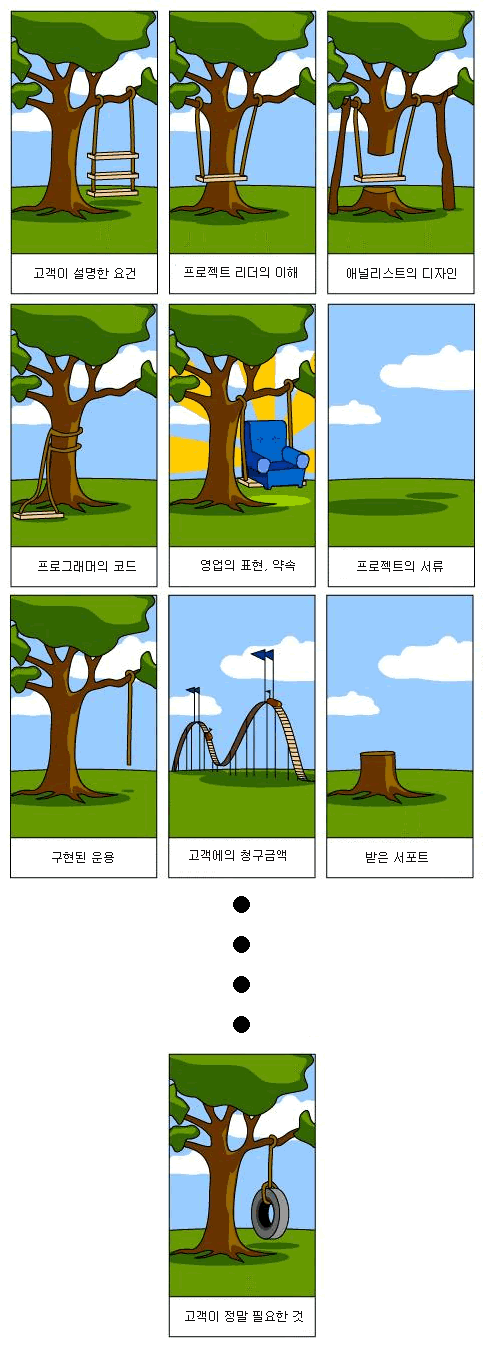 고객이 설명한 요건
프로젝트 리더의 이해
애널리스트의 디자인
프로그래머의 코드
영업의 표현, 약속
프로젝트의 서류
구현된 운용
고객에의 청구금액
받은 서포트
고객이 정말 필요한 것